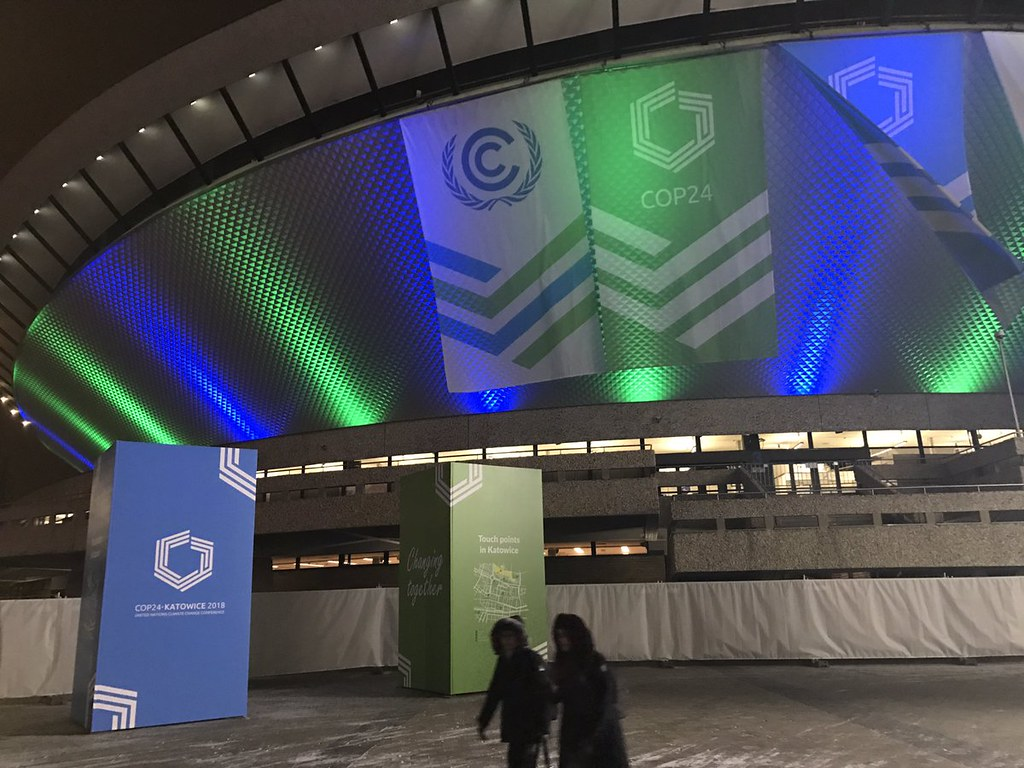 COP24
COP24·KATOWICE 2018
UNITED NATIONS CLIMATE CHANGE CONFERENCE
Changing
together
Touch points
in Katowice